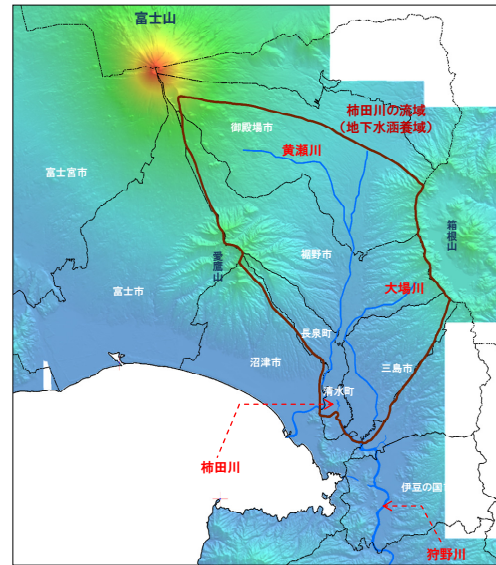 富士山
柿田川の流域
（地下水涵養域）
御殿場市
黄瀬川
富士宮市
箱根山
愛鷹山
裾野市
大場川
富士市
長泉町
沼津市
三島市
清水町
柿田川
伊豆の国
狩野川